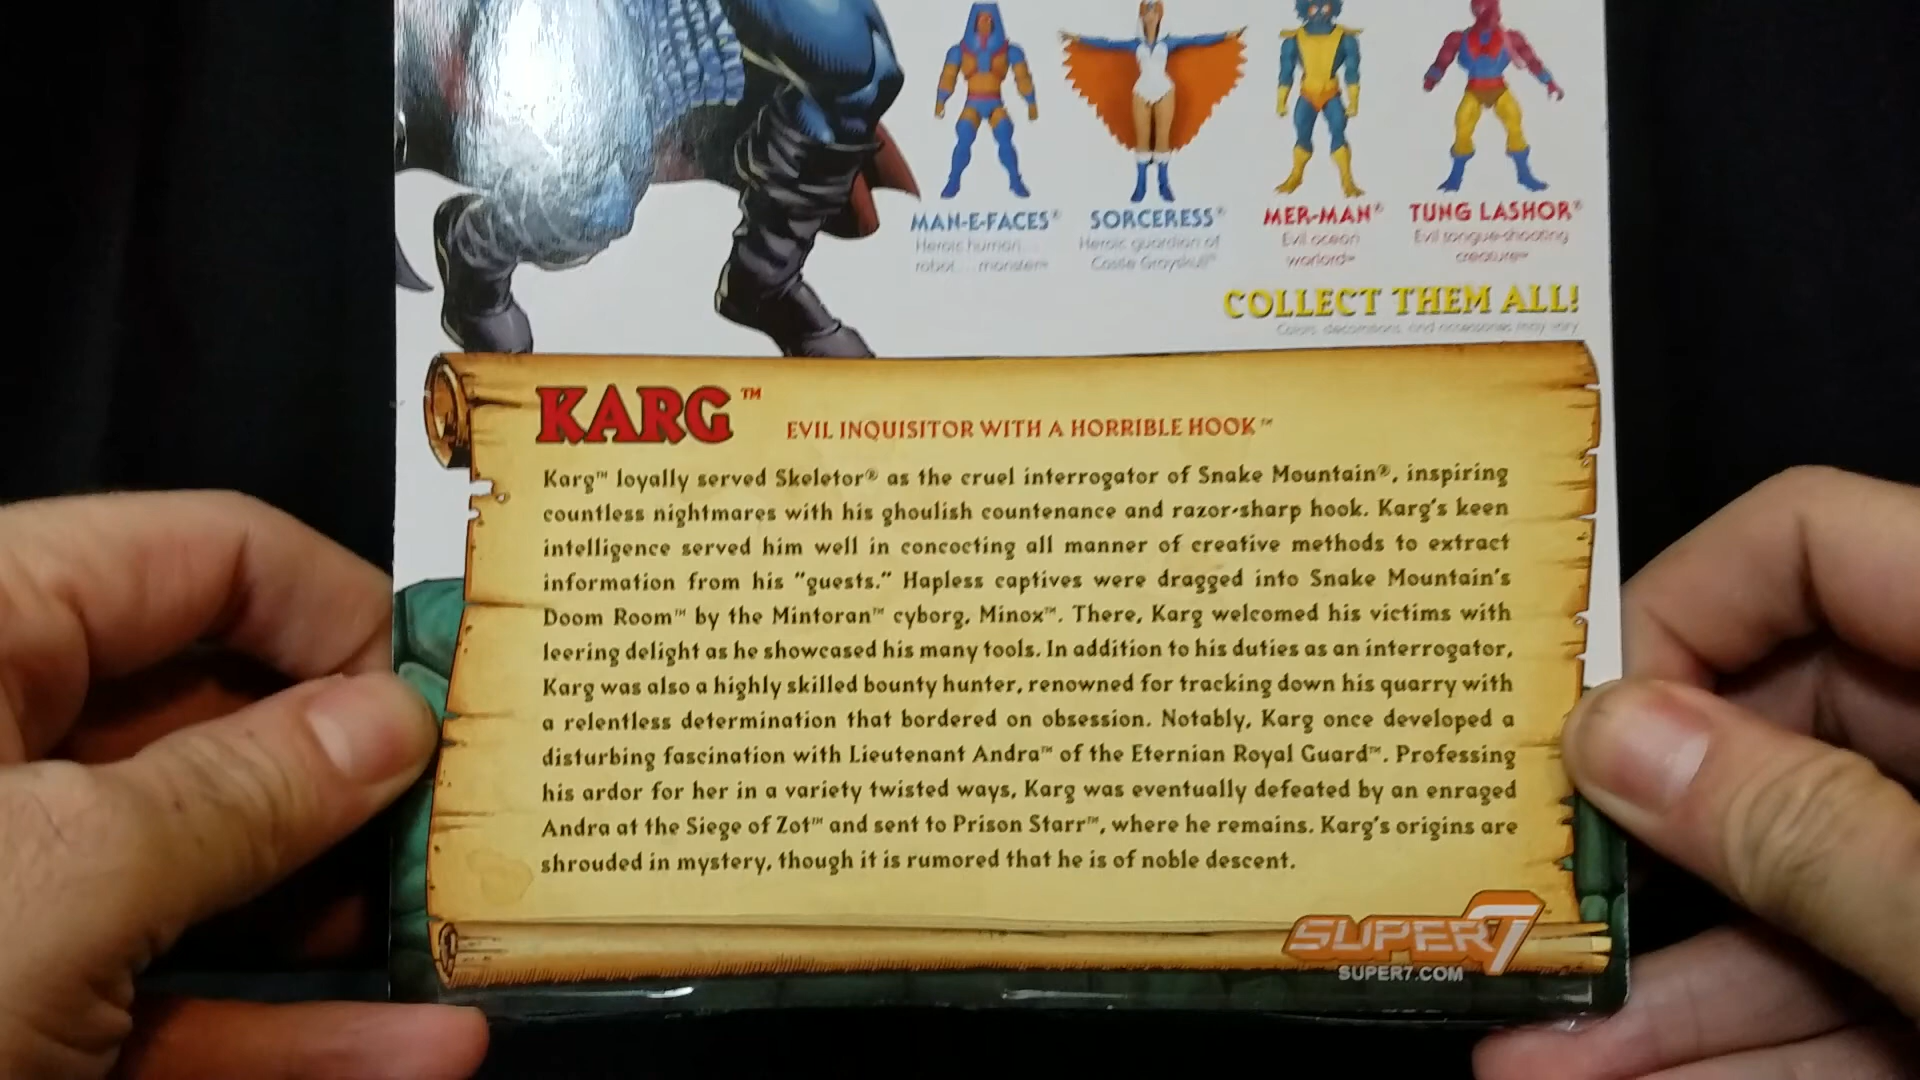 MAN-E-FACES® SORCERESS® MER-MAN® TUNG LASHOR®
Heroic human... Heroic guardian of Evil ocean Evil tongue-shooting
robot... monster™ Castle Grayskull® warlord™ creature™
COLLECT THEM ALL!
Colors, decorations, and accessories may vary
KARG™
EVIL INQUISITOR WITH A HORRIBLE HOOK™
Karg™ loyally served Skeletor® as the cruel interrogator of Snake Mountain®, inspiring
countless nightmares with his ghoulish countenance and razor-sharp hook. Karg's keen
intelligence served him well in concocting all manner of creative methods to extract
information from his "guests." Hapless captives were dragged into Snake Mountain's
Doom Room™ by the Mintoran™ cyborg, Minox™. There, Karg welcomed his victims with
leering delight as he showcased his many tools. In addition to his duties as an interrogator,
Karg was also a highly skilled bounty hunter, renowned for tracking down his quarry with
a relentless determination that bordered on obsession. Notably, Karg once developed a
disturbing fascination with Lieutenant Andra™ of the Eternian Royal Guard™. Professing
his ardor for her in a variety twisted ways, Karg was eventually defeated by an enraged
Andra at the Siege of Zot™ and sent to Prison Starr™, where he remains. Karg's origins are
shrouded in mystery, though it is rumored that he is of noble descent.
SUPER7™
SUPER7.COM